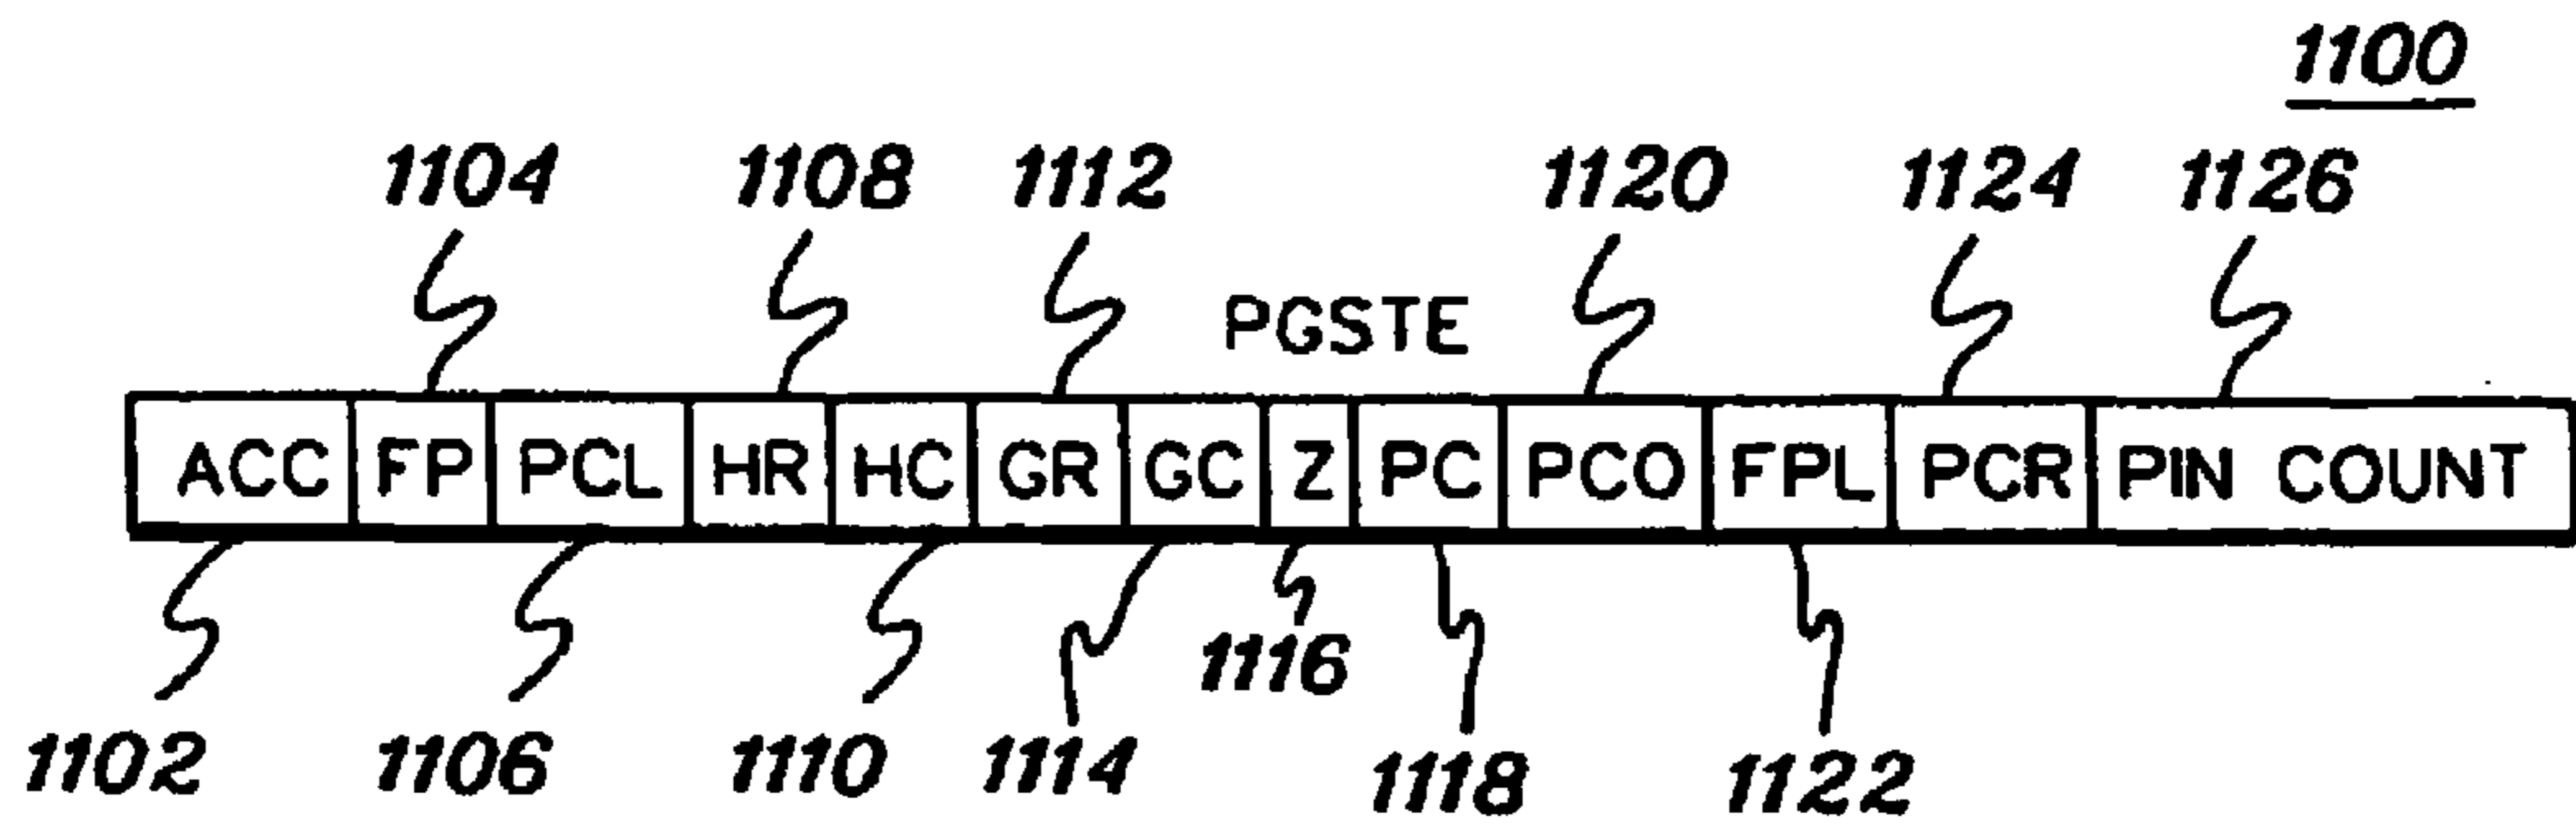 1100
1104 1108 1112 1120 1124 1126
PGSTE
ACC FP PCL HR HC GR GC Z PC PCO FPL PCR PIN COUNT
1116
1102 1106 1110 1114 1118 1122